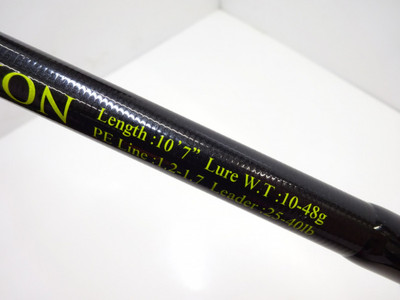 ON
Length :10'7" Lure W.T :10-48g
PE Line :1.2-1.7 Leader :25-40lb